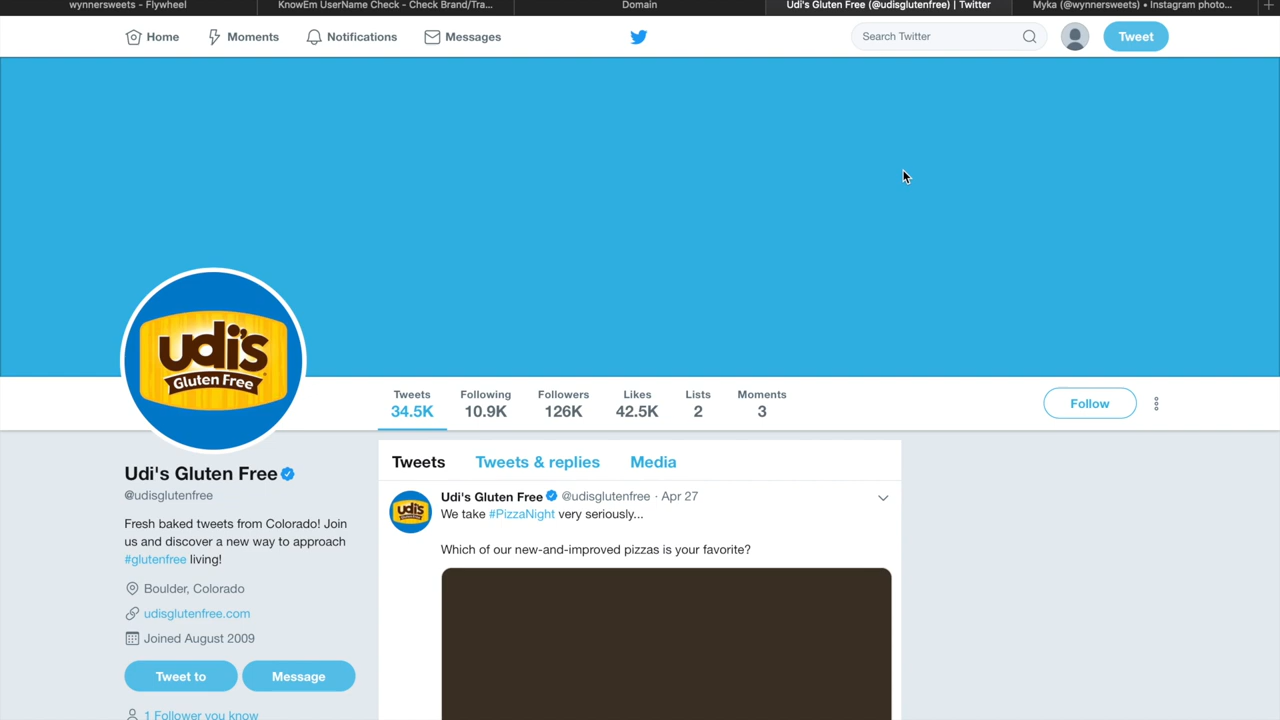 wynnersweets - Flywheel
KnowEm UserName Check - Check Brand/Tra...
Domain
Udi's Gluten Free (@udisglutenfree) | Twitter
Myka (@wynnersweets) • Instagram photo...
Home
Moments
Notifications
Messages
Search Twitter
Tweet
udi's
Gluten Free
Tweets
34.5K
Following
10.9K
Followers
126K
Likes
42.5K
Lists
2
Moments
3
Follow
Udi's Gluten Free
@udisglutenfree
Fresh baked tweets from Colorado! Join
us and discover a new way to approach
#glutenfree living!
Boulder, Colorado
udisglutenfree.com
Joined August 2009
Tweet to
Message
1 Follower you know
Tweets
Tweets & replies
Media
udi's
Udi's Gluten Free @udisglutenfree · Apr 27
We take #PizzaNight very seriously...
Which of our new-and-improved pizzas is your favorite?